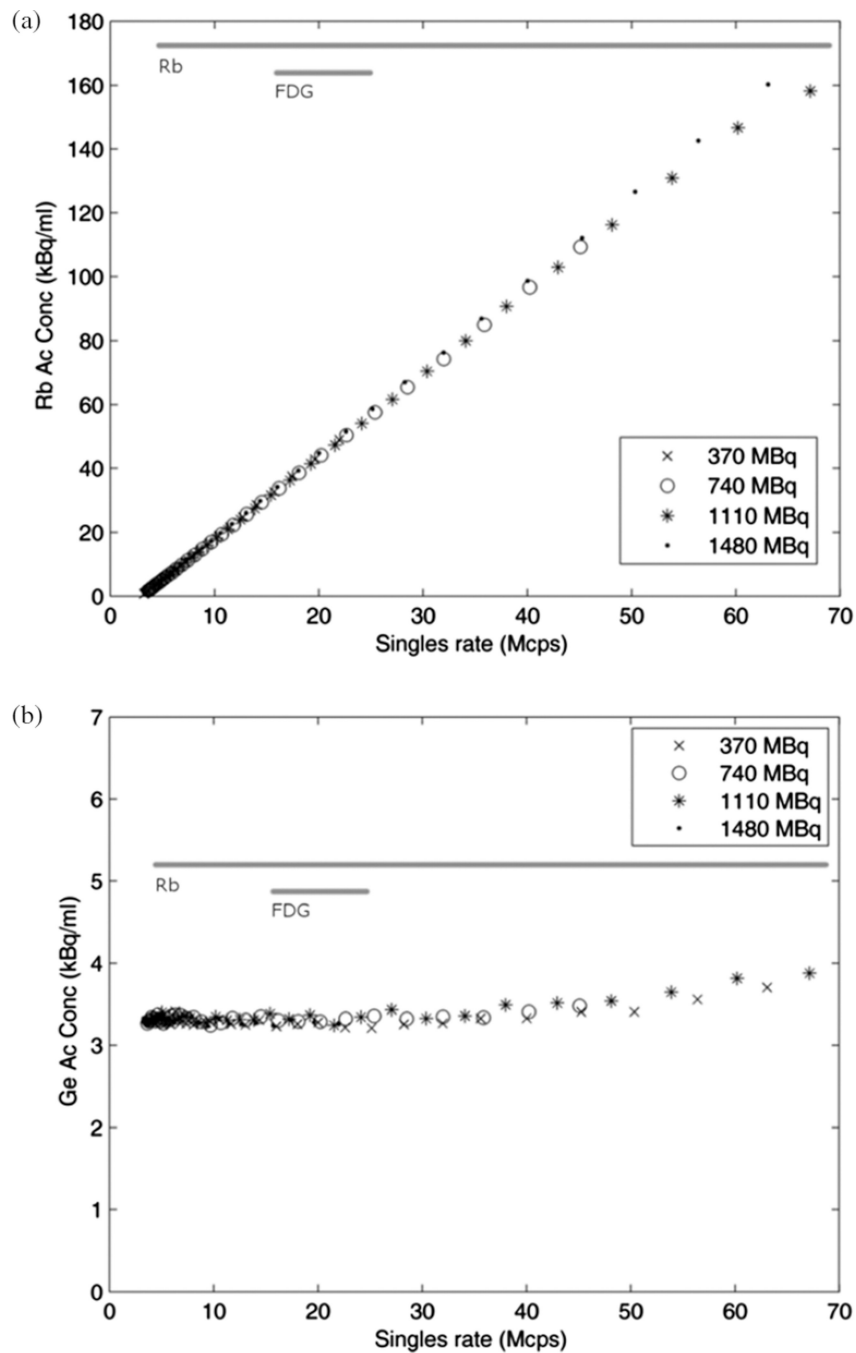 (a)
180
160
140
120
100
80
60
40
20
0
Rb Ac Conc (kBq/ml)
Rb
FDG
370 MBq
740 MBq
1110 MBq
1480 MBq
0 10 20 30 40 50 60 70
Singles rate (Mcps)
(b)
7
6
5
4
3
2
1
0
Ge Ac Conc (kBq/ml)
370 MBq
740 MBq
1110 MBq
1480 MBq
Rb
FDG
0 10 20 30 40 50 60 70
Singles rate (Mcps)